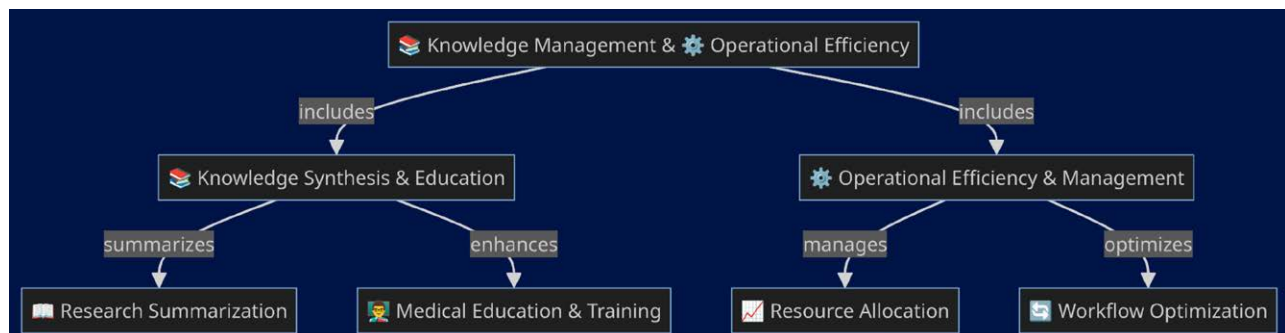 📚 Knowledge Management & ⚙️ Operational Efficiency
includes
includes
📚 Knowledge Synthesis & Education
⚙️ Operational Efficiency & Management
summarizes
enhances
manages
optimizes
📖 Research Summarization
👨‍🏫 Medical Education & Training
📈 Resource Allocation
🔄 Workflow Optimization